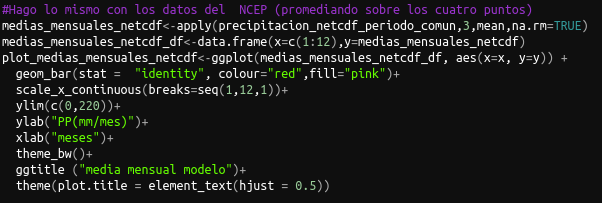 #Hago lo mismo con los datos del  NCEP (promediando sobre los cuatro puntos)
medias_mensuales_netcdf<-apply(precipitacion_netcdf_periodo_comun,3,mean,na.rm=TRUE)
medias_mensuales_netcdf_df<-data.frame(x=c(1:12),y=medias_mensuales_netcdf)
plot_medias_mensuales_netcdf<-ggplot(medias_mensuales_netcdf_df, aes(x=x, y=y)) +
  geom_bar(stat =  "identity", colour="red",fill="pink")+
  scale_x_continuous(breaks=seq(1,12,1))+
  ylim(c(0,220))+
  ylab("PP(mm/mes)")+
  xlab("meses")+
  theme_bw()+
  ggtitle ("media mensual modelo")+
  theme(plot.title = element_text(hjust = 0.5))